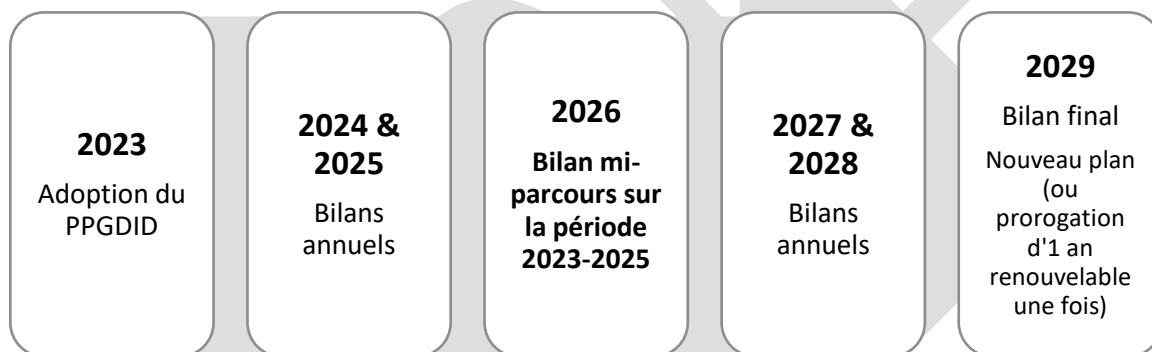 2023
Adoption du
PPGDID
2024 &
2025
Bilans
annuels
2026
Bilan mi-
parcours sur
la période
2023-2025
2027 &
2028
Bilans
annuels
2029
Bilan final
Nouveau plan
(ou
prorogation
d'1 an
renouvelable
une fois)